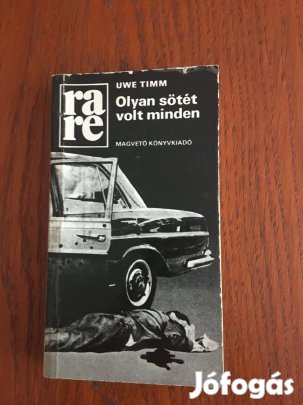 ra
re
UWE TIMM
Olyan sötét
volt minden
MAGVETŐ KÖNYVKIADÓ
Jófogás